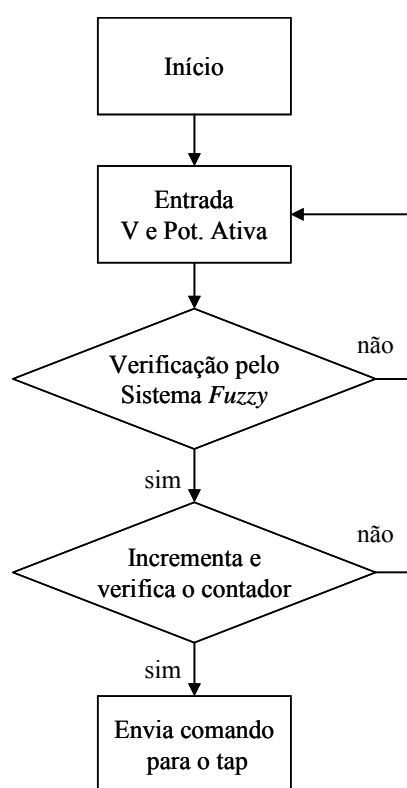 Início
Entrada
V e Pot. Ativa
não
Verificação pelo
Sistema Fuzzy
sim
não
Incrementa e
verifica o contador
sim
Envia comando
para o tap